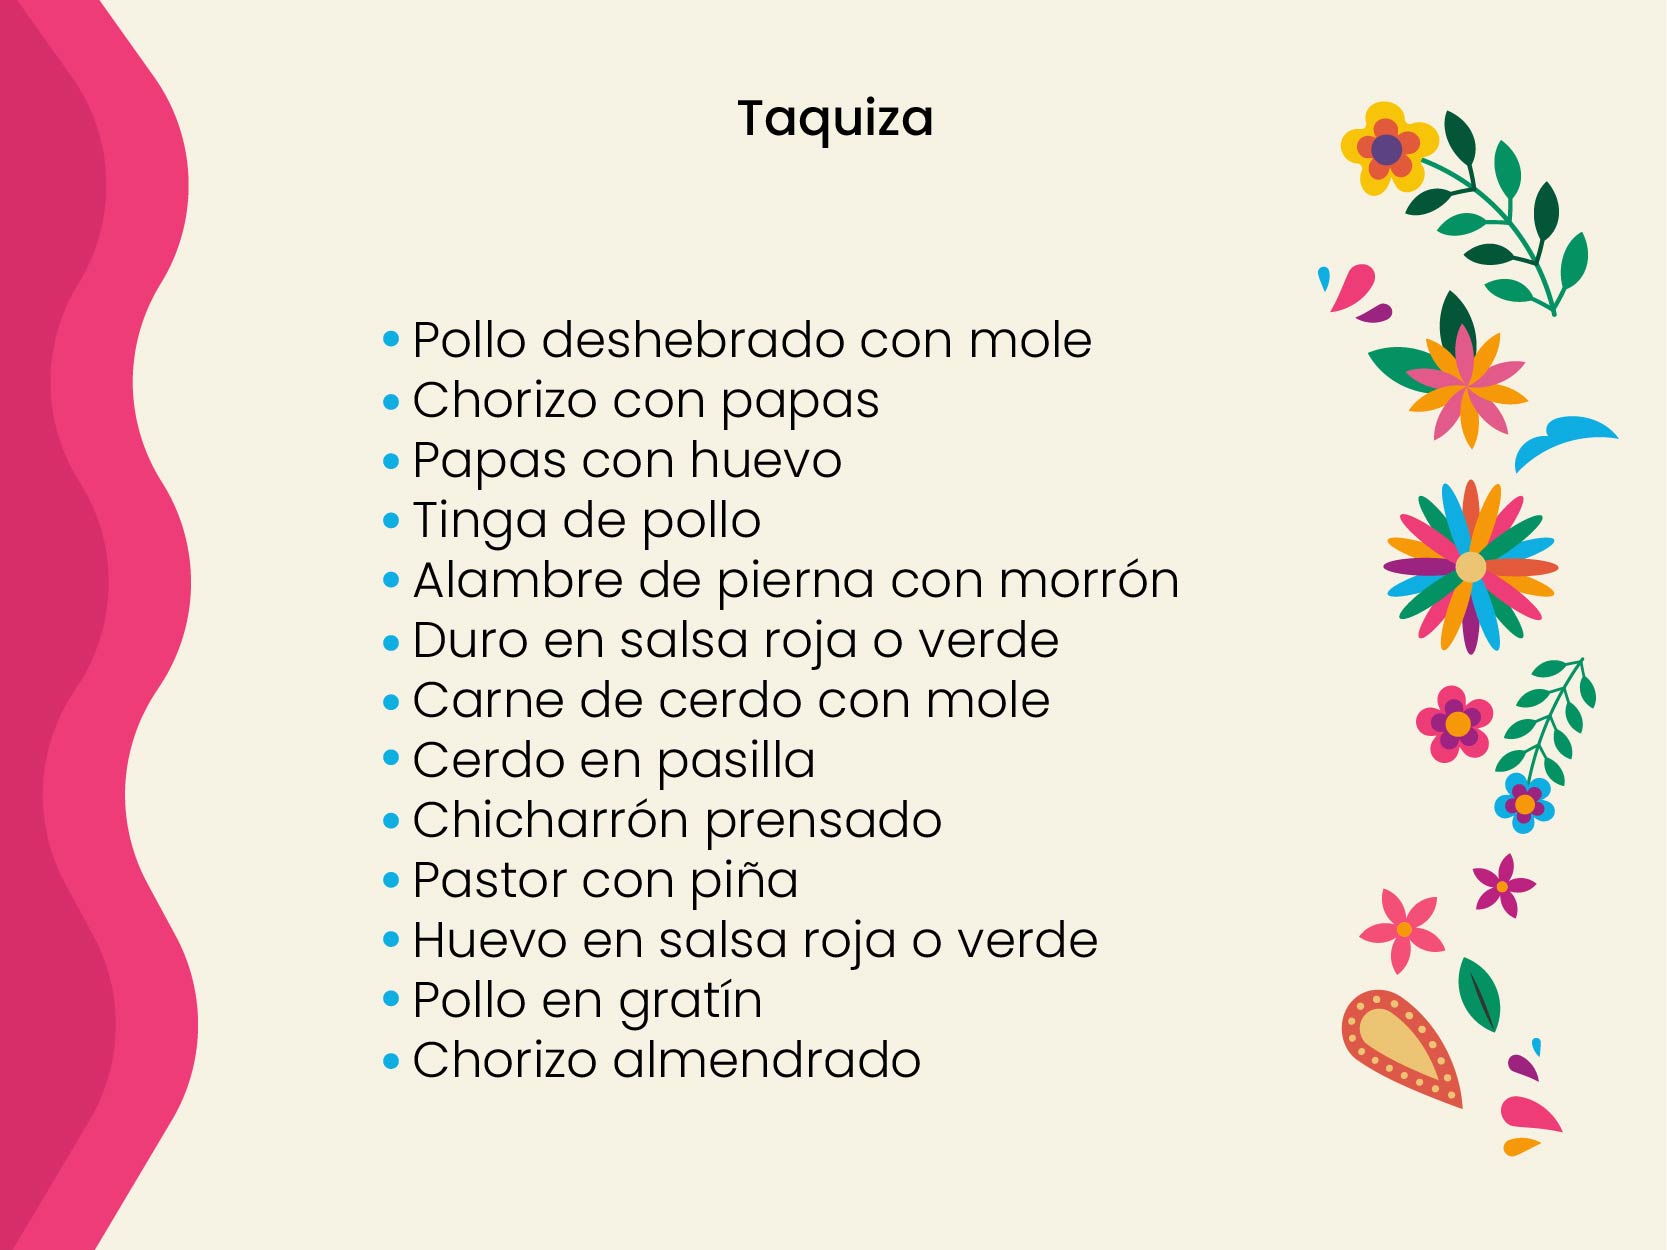 Taquiza
• Pollo deshebrado con mole
• Chorizo con papas
• Papas con huevo
• Tinga de pollo
• Alambre de pierna con morrón
• Duro en salsa roja o verde
• Carne de cerdo con mole
• Cerdo en pasilla
• Chicharrón prensado
• Pastor con piña
• Huevo en salsa roja o verde
• Pollo en gratín
• Chorizo almendrado